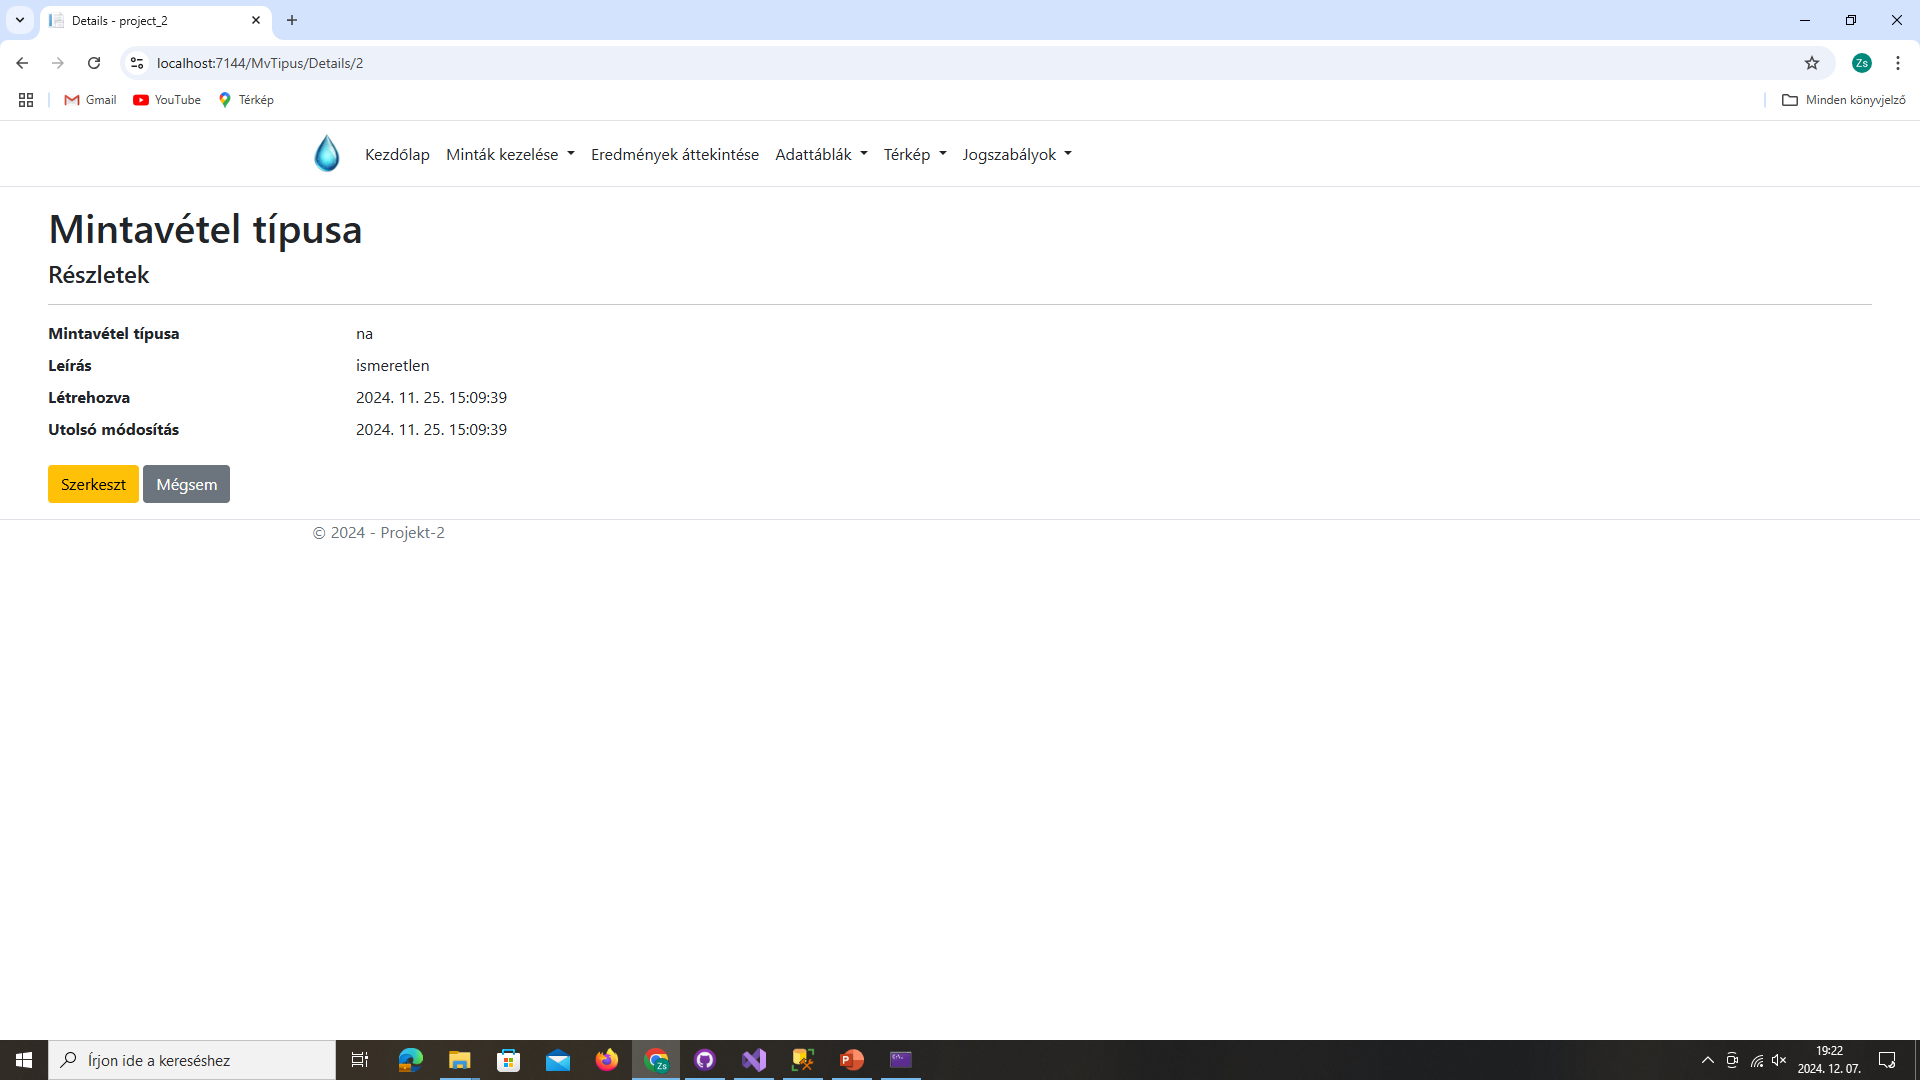 Details - project_2
localhost:7144/MvTipus/Details/2
Zs
Gmail YouTube Térkép Minden könyvjelző
Kezdőlap Minták kezelése Eredmények áttekintése Adattáblák Térkép Jogszabályok
Mintavétel típusa
Részletek
Mintavétel típusa na
Leírás ismeretlen
Létrehozva 2024. 11. 25. 15:09:39
Utolsó módosítás 2024. 11. 25. 15:09:39
Szerkeszt Mégsem
© 2024 - Projekt-2
Írjon ide a kereséshez
19:22
2024. 12. 07.